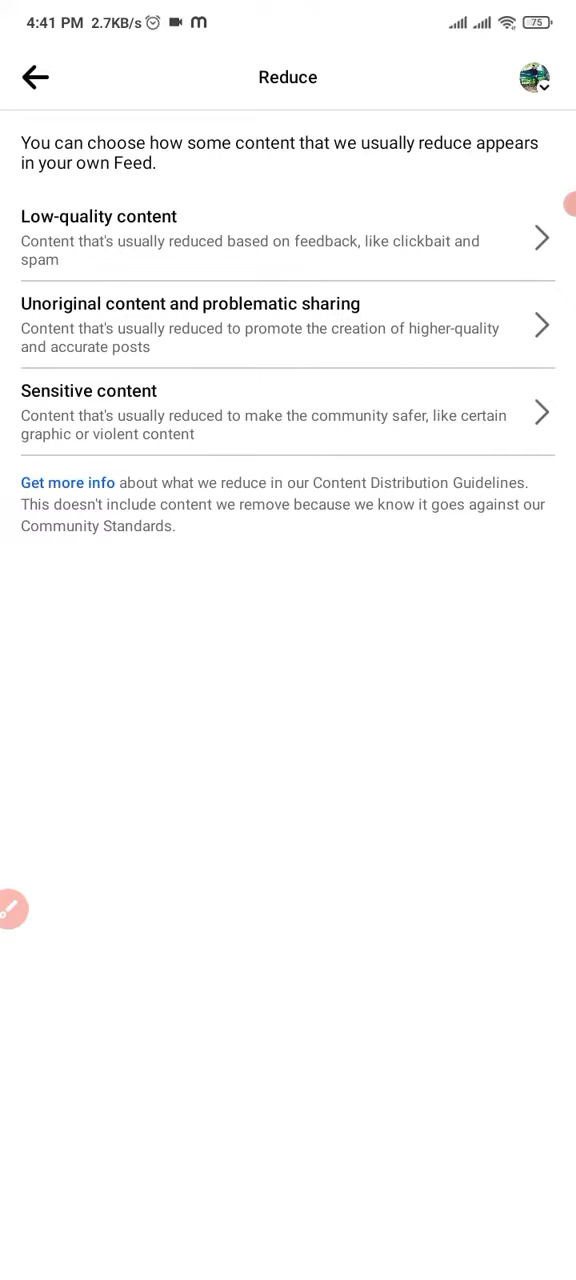 4:41 PM 2.7KB/s m 75
Reduce
You can choose how some content that we usually reduce appears
in your own Feed.
Low-quality content
Content that's usually reduced based on feedback, like clickbait and
spam
Unoriginal content and problematic sharing
Content that's usually reduced to promote the creation of higher-quality
and accurate posts
Sensitive content
Content that's usually reduced to make the community safer, like certain
graphic or violent content
Get more info about what we reduce in our Content Distribution Guidelines.
This doesn't include content we remove because we know it goes against our
Community Standards.